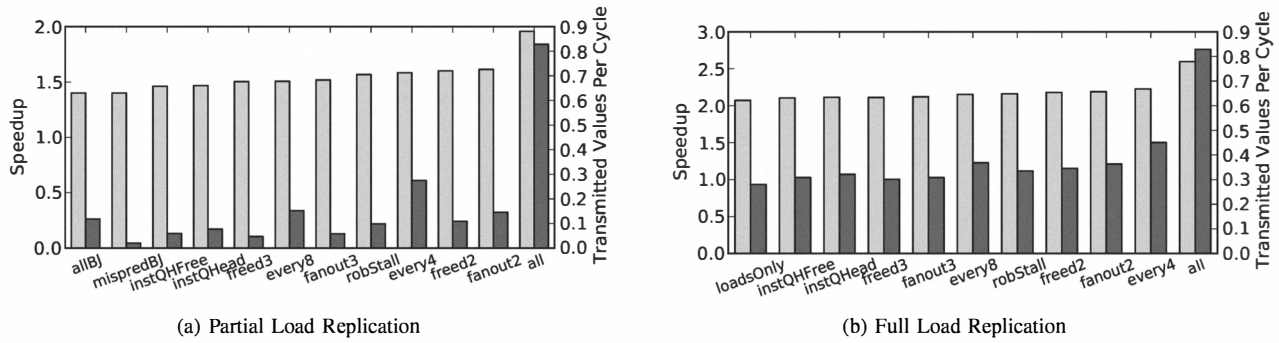 2.0
1.5
1.0
0.5
0.0
Speedup
0.9
0.8
0.7
0.6
0.5
0.4
0.3
0.2
0.1
0.0
Transmitted Values Per Cycle
allBJ
mispredBJ
instQHFree
instQHead
freed3
every8
fanout3
robStall
every4
freed2
fanout2
all
(a) Partial Load Replication
3.0
2.5
2.0
1.5
1.0
0.5
0.0
Speedup
0.9
0.8
0.7
0.6
0.5
0.4
0.3
0.2
0.1
0.0
Transmitted Values Per Cycle
loadsOnly
instQHFree
instQHead
freed3
fanout3
every8
robStall
freed2
fanout2
every4
all
(b) Full Load Replication